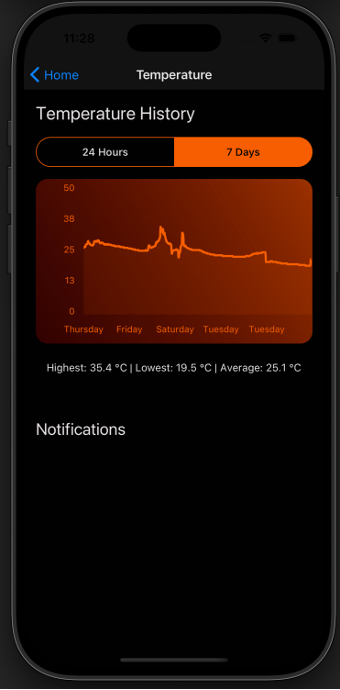 11:28
Home
Temperature
Temperature History
24 Hours
7 Days
50
38
25
13
0
Thursday Friday Saturday Tuesday Tuesday
Highest: 35.4 °C | Lowest: 19.5 °C | Average: 25.1 °C
Notifications